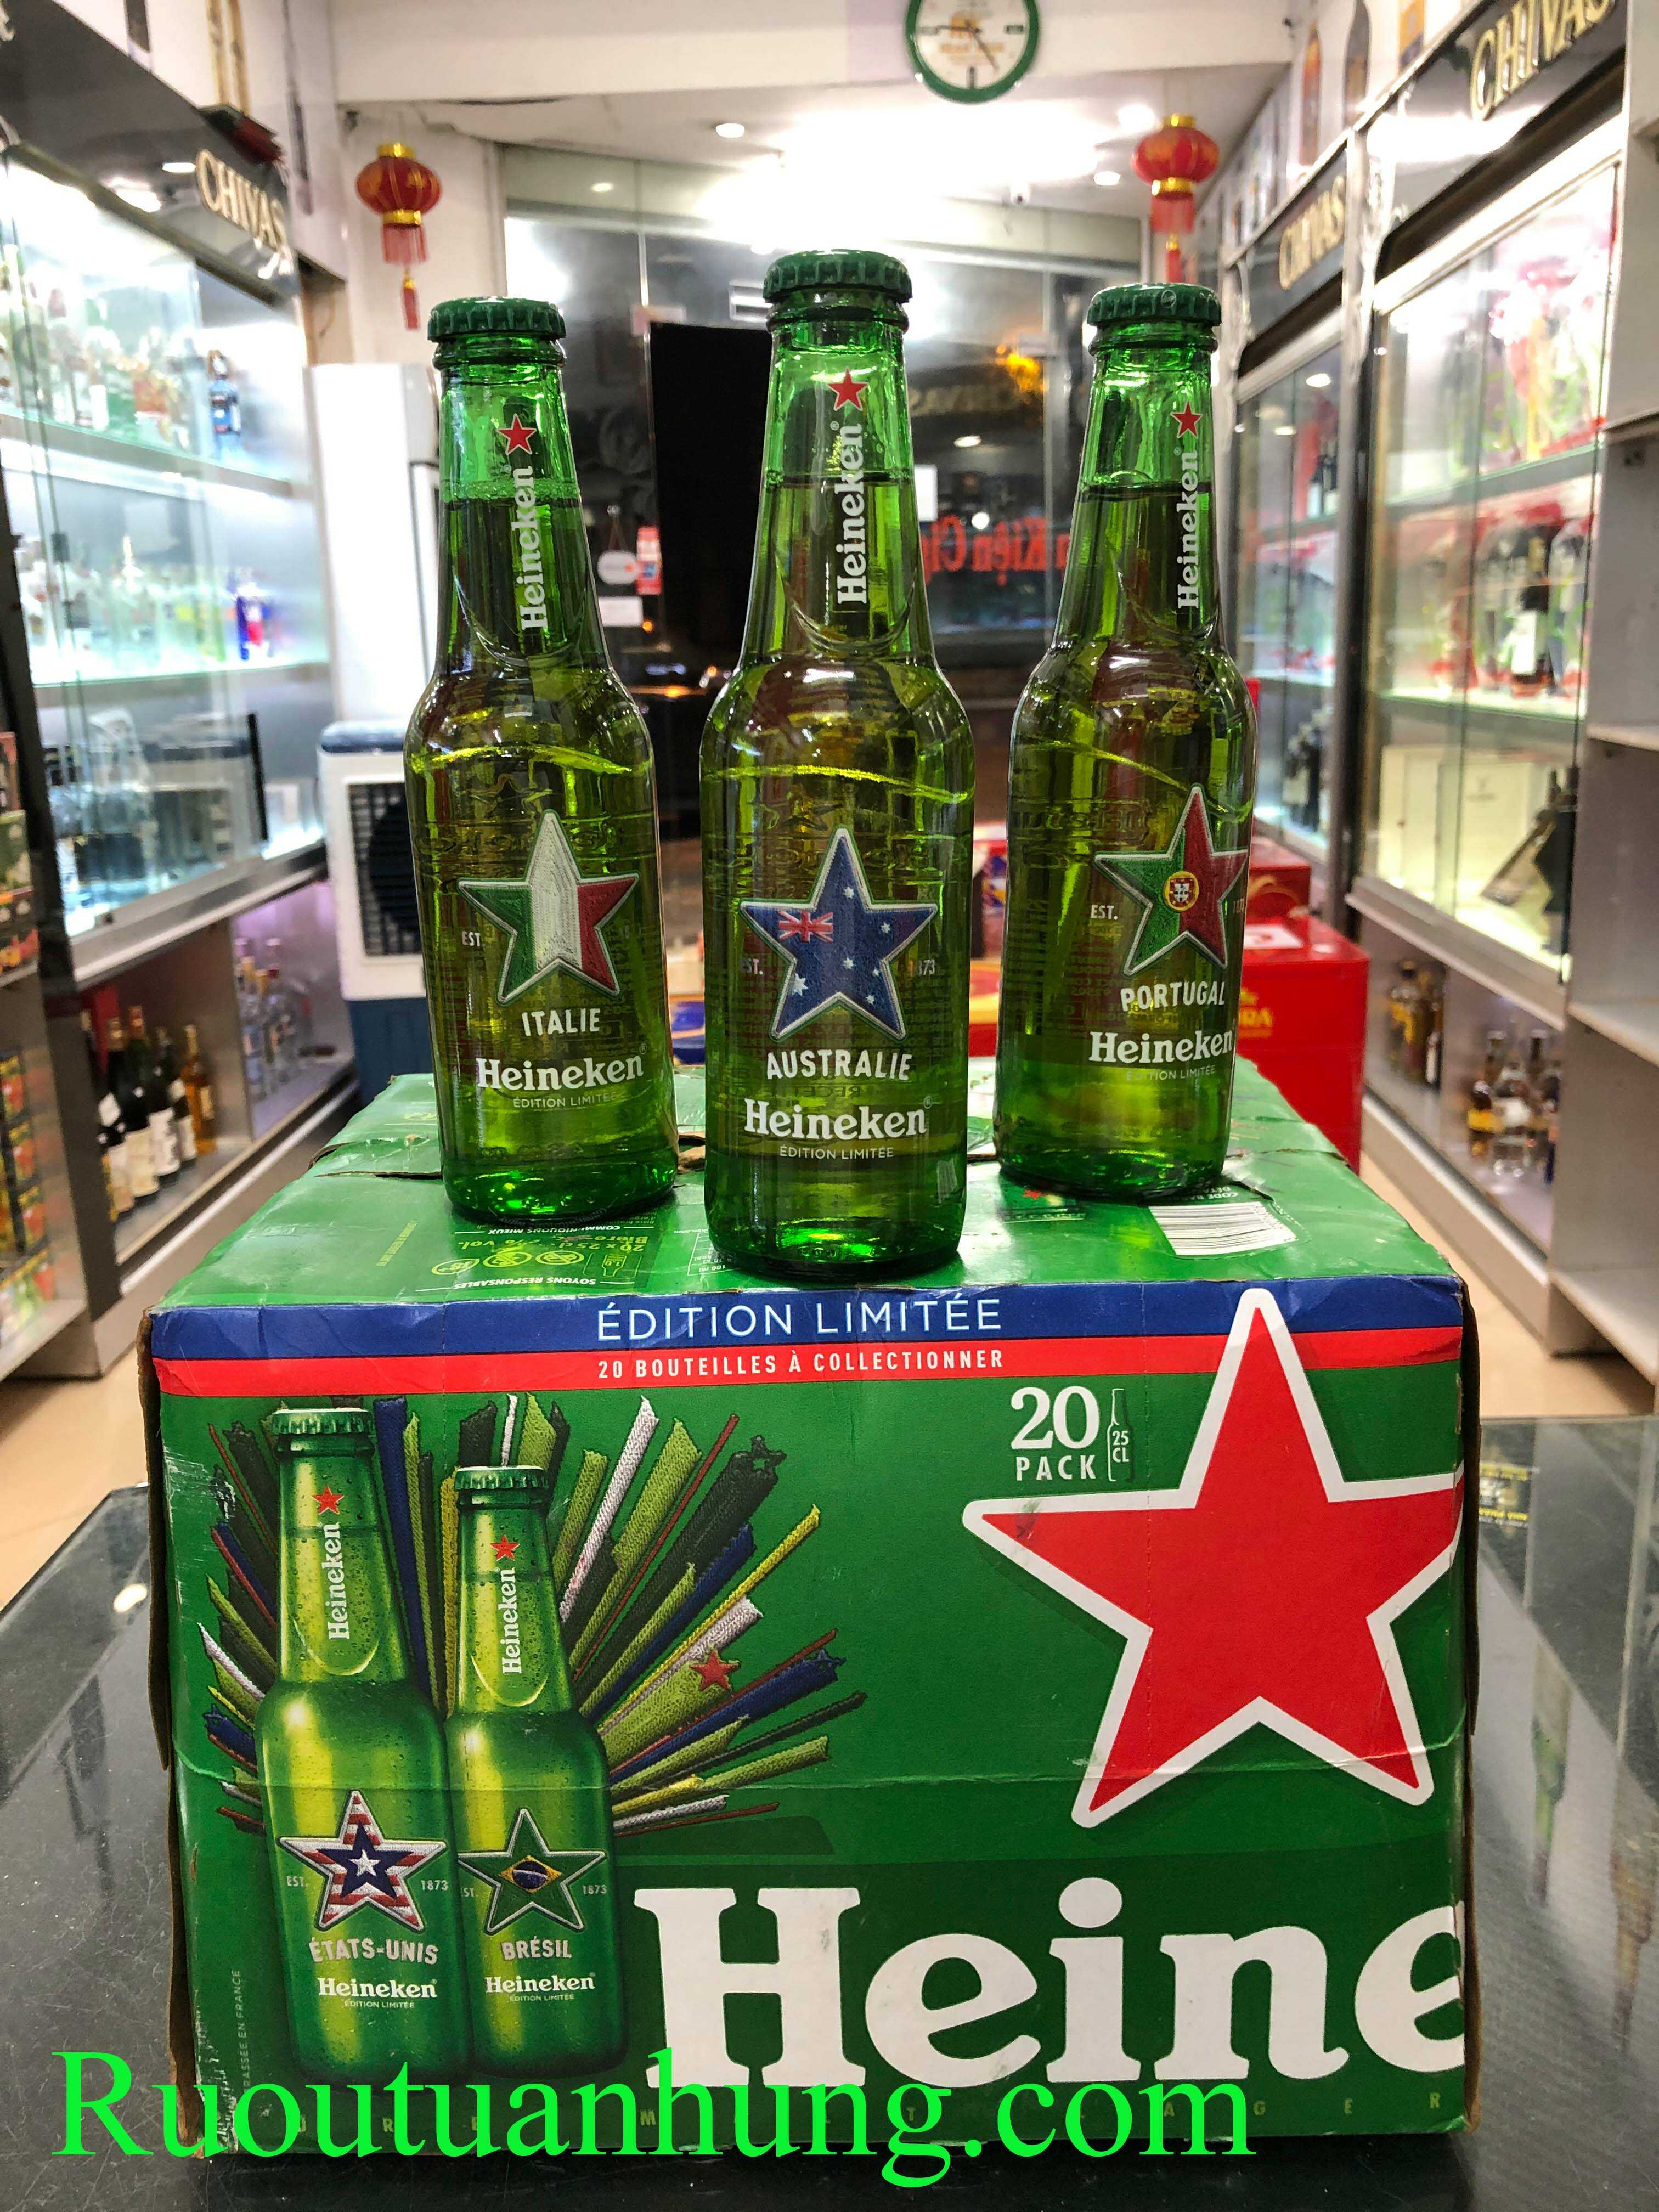 CHIVAS
CHIVAS
CHIVAS
Heineken
Heineken
Heineken
EST.
ITALIE
Heineken
ÉDITION LIMITÉE
EST. 1873
AUSTRALIE
Heineken®
ÉDITION LIMITÉE
EST.
PORTUGAL
Heineken
ÉDITION LIMITÉE
SOYONS RESPONSABLES
ÉDITION LIMITÉE
20 BOUTEILLES À COLLECTIONNER
20
PACK
25
CL
Heineken
Heineken
EST. 1873
ÉTATS-UNIS
Heineken
ÉDITION LIMITÉE
1873
BRÉSIL
Heineken
ÉDITION LIMITÉE
Heine
Ruoutuanhung.com